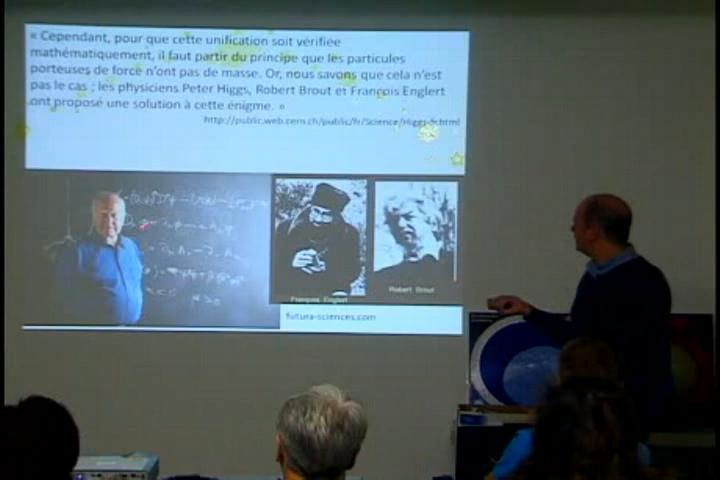 « Cependant, pour que cette unification soit vérifiée
mathématiquement, il faut partir du principe que les particules
porteuses de force n'ont pas de masse. Or, nous savons que cela n'est
pas le cas ; les physiciens Peter Higgs, Robert Brout et François Englert
ont proposé une solution à cette énigme. »
http://public.web.cern.ch/public/fr/Science/Higgs-fr.html
François Englert
Robert Brout
futura-sciences.com